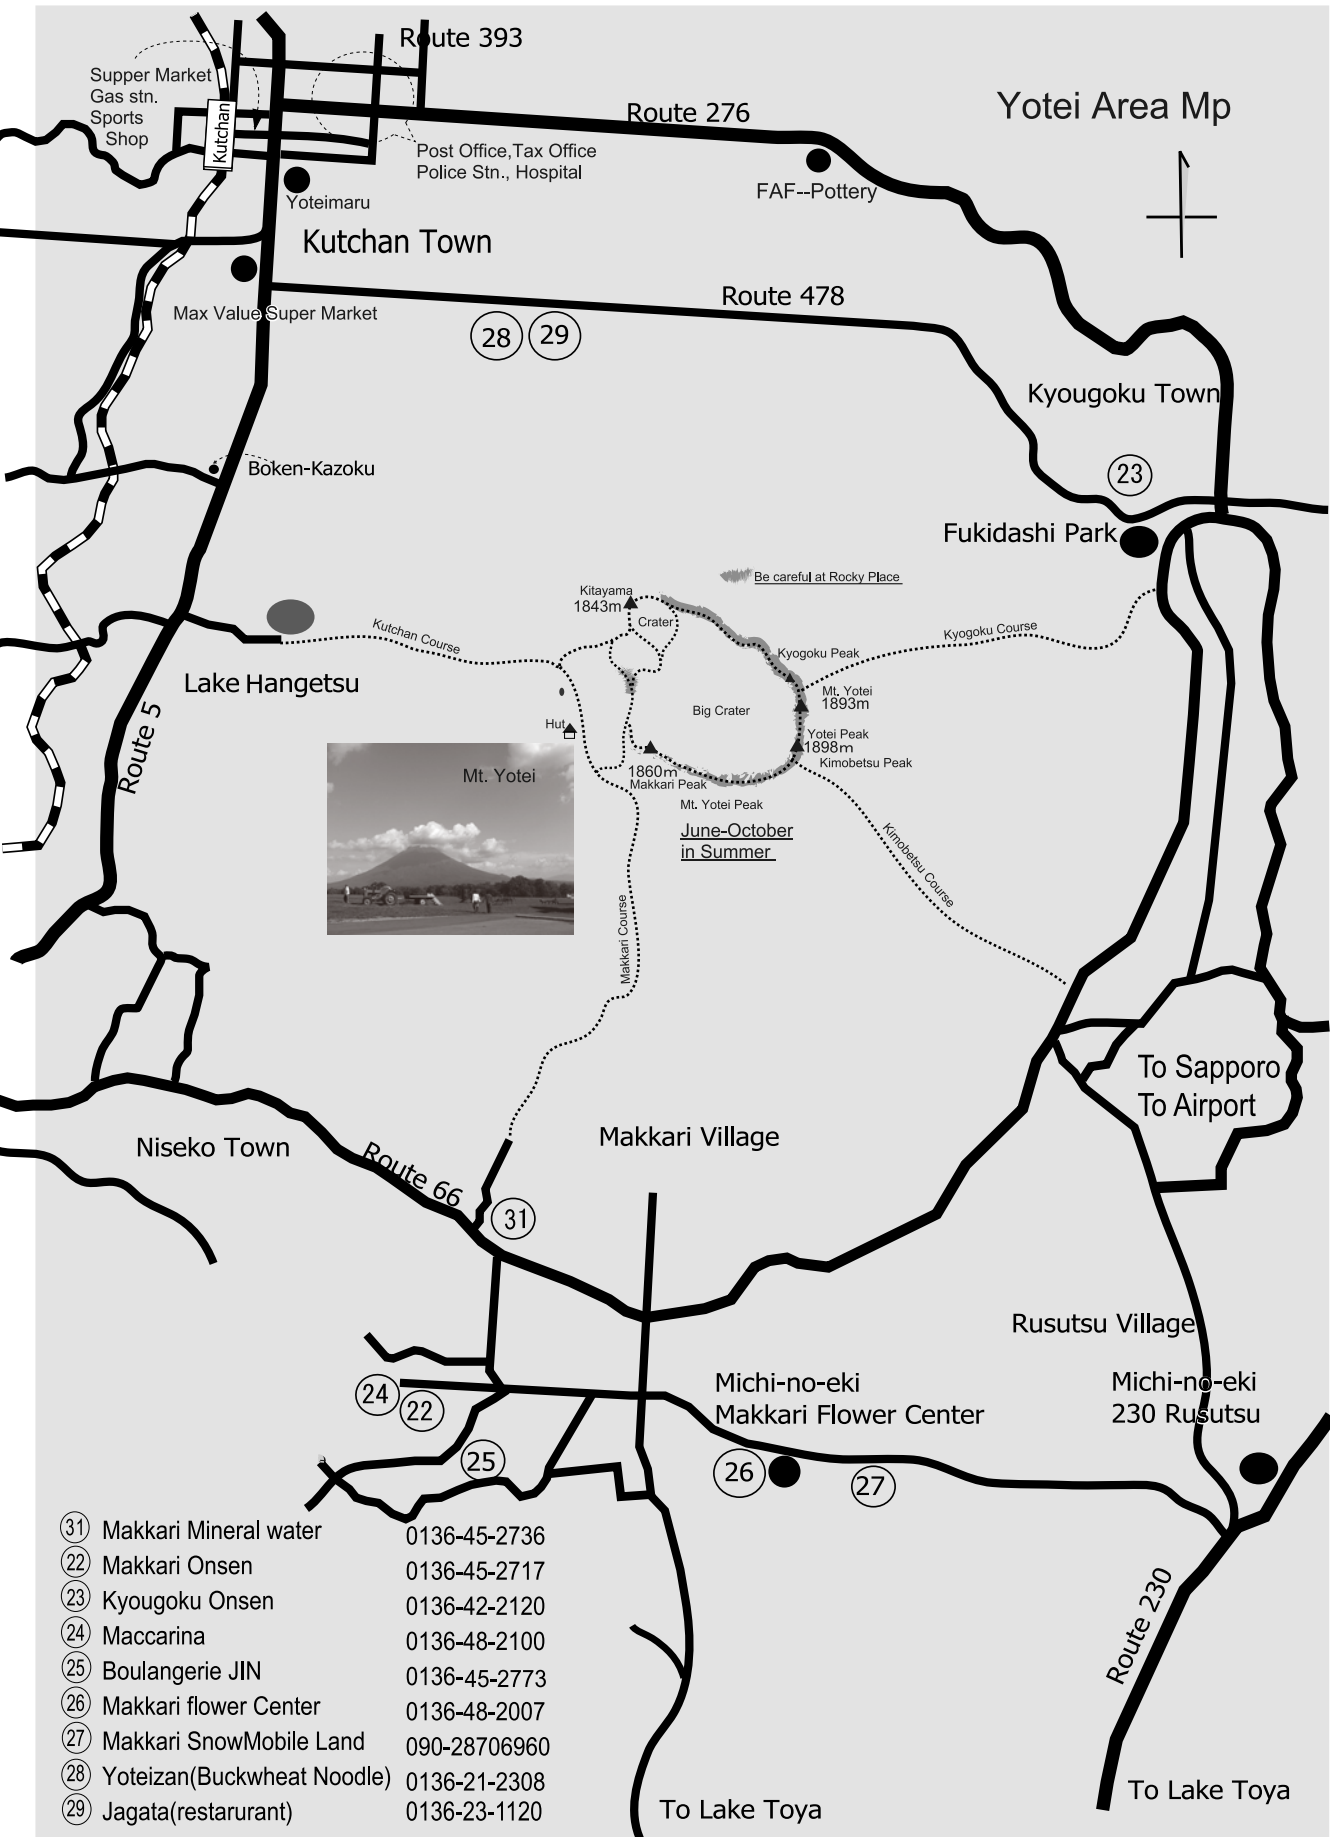 Route 393
Supper Market
Gas stn.
Sports
Shop
Kutchan
Route 276
Yotei Area Mp
Post Office,Tax Office
Police Stn., Hospital
FAF--Pottery
Yoteimaru
Kutchan Town
Route 478
Max Value Super Market
28
29
Kyougoku Town
23
Boken-Kazoku
Fukidashi Park
Be careful at Rocky Place
Kitayama
1843m
Crater
Kutchan Course
Kyogoku Course
Kyogoku Peak
Lake Hangetsu
Mt. Yotei
1893m
Big Crater
Hut
Yotei Peak
1898m
Kimobetsu Peak
Route 5
Mt. Yotei
1860m
Makkari Peak
Mt. Yotei Peak
June-October
in Summer
Kimobetsu Course
Makkari Course
To Sapporo
To Airport
Niseko Town
Makkari Village
Route 66
31
Rusutsu Village
24
22
Michi-no-eki
Makkari Flower Center
Michi-no-eki
230 Rusutsu
25
26
27
31 Makkari Mineral water 0136-45-2736
22 Makkari Onsen 0136-45-2717
23 Kyougoku Onsen 0136-42-2120
24 Maccarina 0136-48-2100
25 Boulangerie JIN 0136-45-2773
26 Makkari flower Center 0136-48-2007
27 Makkari SnowMobile Land 090-28706960
28 Yoteizan(Buckwheat Noodle) 0136-21-2308
29 Jagata(restarurant) 0136-23-1120
Route 230
To Lake Toya
To Lake Toya